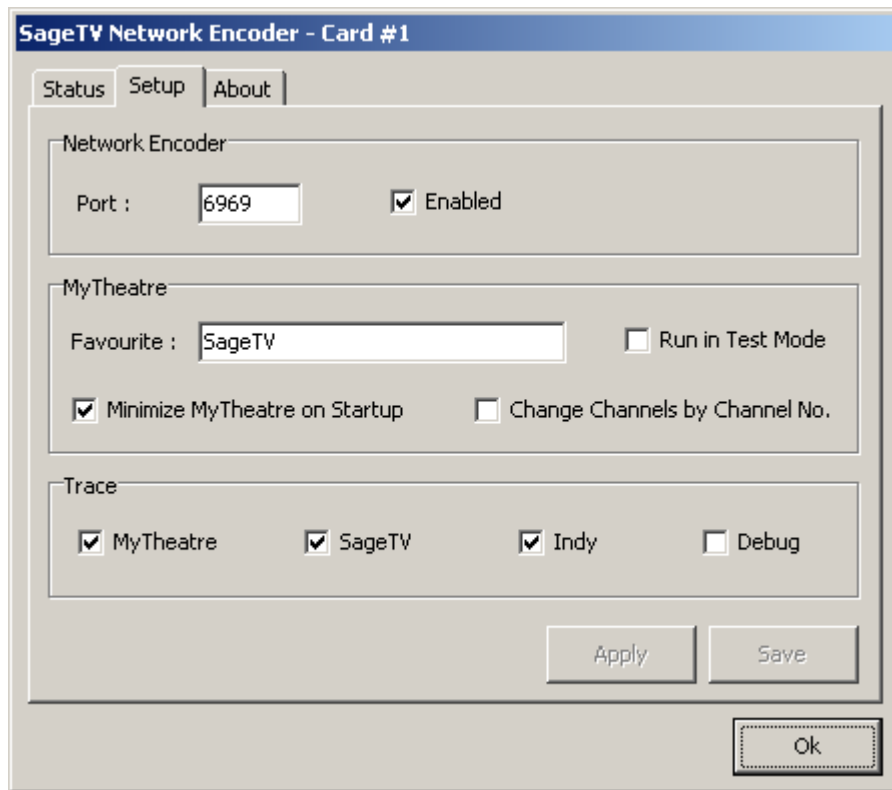 SageTV Network Encoder - Card #1
Status Setup About
Network Encoder
Port : 6969 Enabled
MyTheatre
Favourite : SageTV Run in Test Mode
Minimize MyTheatre on Startup Change Channels by Channel No.
Trace
MyTheatre SageTV Indy Debug
Apply Save
Ok